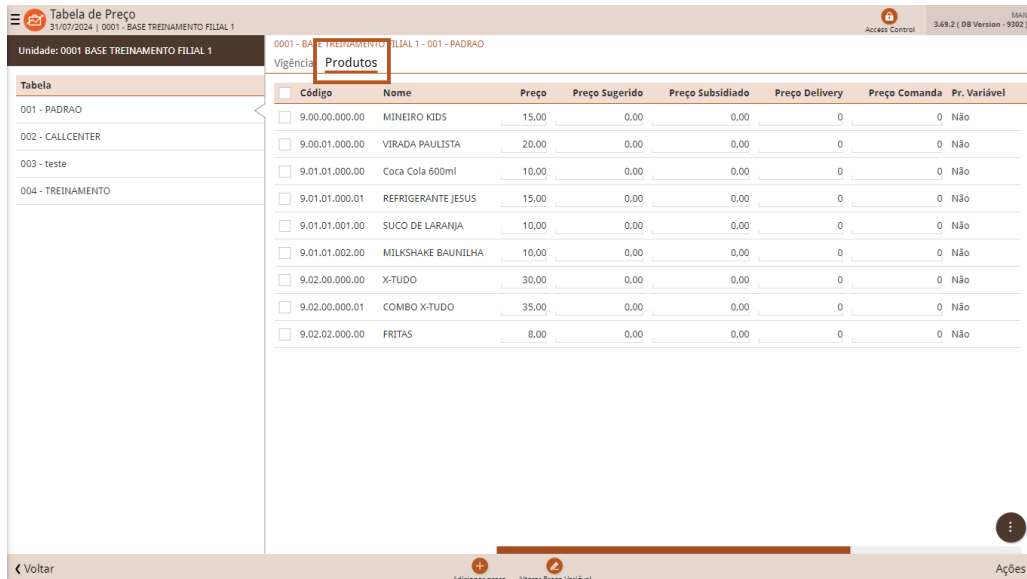 Tabela de Preço
31/07/2024 | 0001 - BASE TREINAMENTO FILIAL 1
Access Control
MAN
3.69.2 ( DB Version - 9302 )
Unidade: 0001 BASE TREINAMENTO FILIAL 1
Tabela
001 - PADRAO
002 - CALLCENTER
003 - teste
004 - TREINAMENTO
0001 - BASE TREINAMENTO FILIAL 1 - 001 - PADRAO
Vigência Produtos
Código Nome Preço Preço Sugerido Preço Subsidiado Preço Delivery Preço Comanda Pr. Variável
9.00.00.000.00 MINEIRO KIDS 15,00 0,00 0,00 0 0 Não
9.00.01.000.00 VIRADA PAULISTA 20,00 0,00 0,00 0 0 Não
9.01.01.000.00 Coca Cola 600ml 10,00 0,00 0,00 0 0 Não
9.01.01.000.01 REFRIGERANTE JESUS 15,00 0,00 0,00 0 0 Não
9.01.01.001.00 SUCO DE LARANJA 10,00 0,00 0,00 0 0 Não
9.01.01.002.00 MILKSHAKE BAUNILHA 10,00 0,00 0,00 0 0 Não
9.02.00.000.00 X-TUDO 30,00 0,00 0,00 0 0 Não
9.02.00.000.01 COMBO X-TUDO 35,00 0,00 0,00 0 0 Não
9.02.02.000.00 FRITAS 8,00 0,00 0,00 0 0 Não
Voltar
Adicionar preço Alterar Preço Variável
Ações